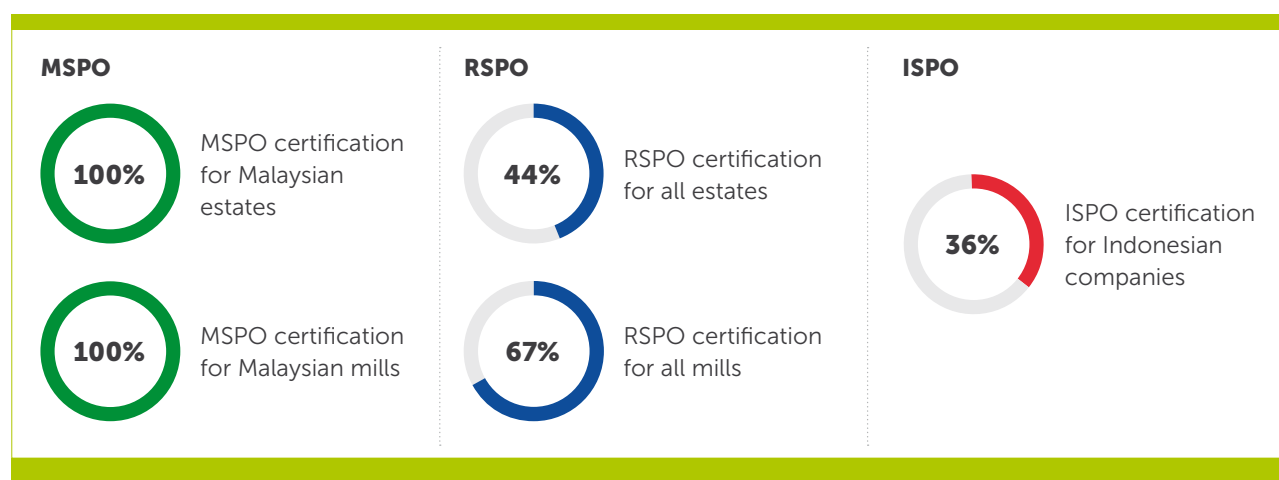 MSPO
100%
MSPO certification
for Malaysian
estates
100%
MSPO certification
for Malaysian mills
RSPO
44%
RSPO certification
for all estates
67%
RSPO certification
for all mills
ISPO
36%
ISPO certification
for Indonesian
companies